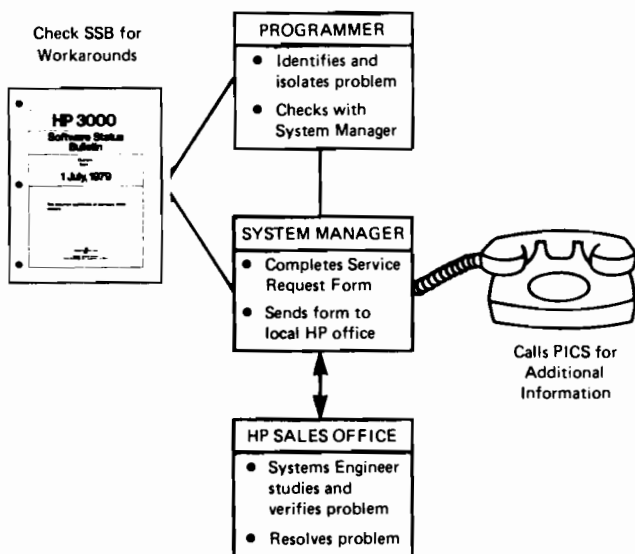 Check SSB for
Workarounds
HP 3000
Software Status
Bulletin
1 July, 1979
PROGRAMMER
● Identifies and
isolates problem
● Checks with
System Manager
SYSTEM MANAGER
● Completes Service
Request Form
● Sends form to
local HP office
Calls PICS for
Additional
Information
HP SALES OFFICE
● Systems Engineer
studies and
verifies problem
● Resolves problem